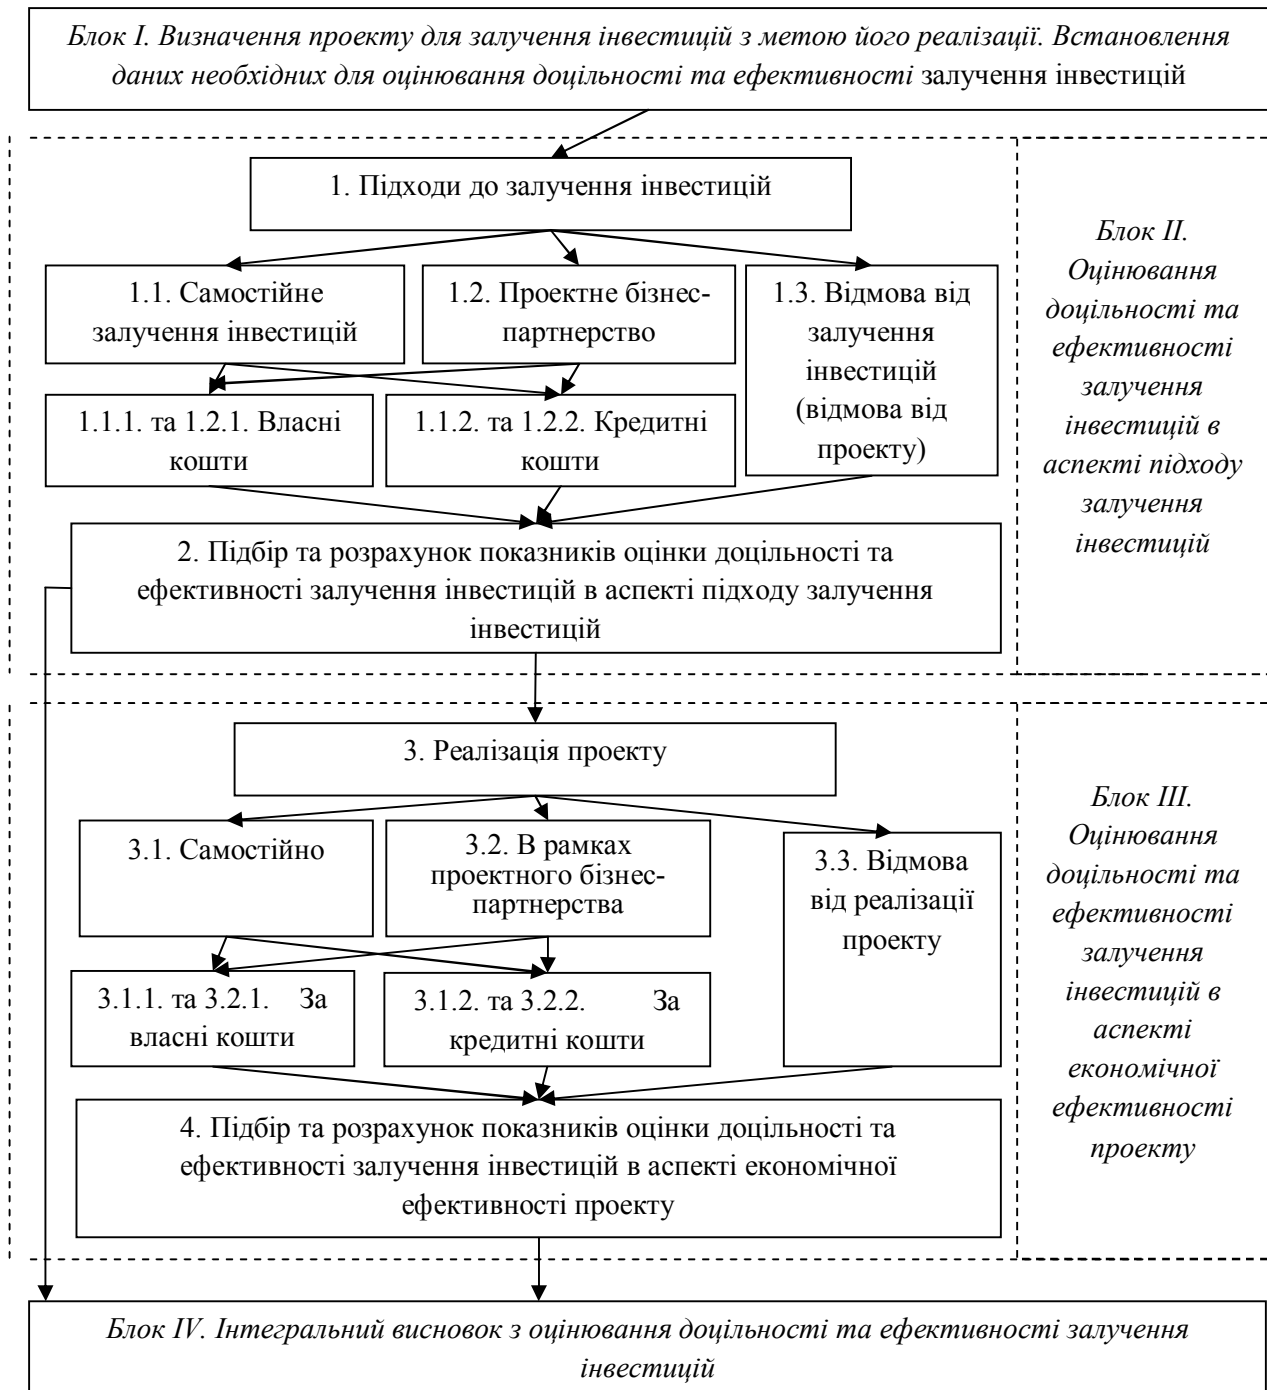 Блок І. Визначення проекту для залучення інвестицій з метою його реалізації. Встановлення
даних необхідних для оцінювання доцільності та ефективності залучення інвестицій
1. Підходи до залучення інвестицій
1.1. Самостійне
залучення інвестицій
1.2. Проектне бізнес-
партнерство
1.3. Відмова від
залучення
інвестицій
(відмова від
проекту)
1.1.1. та 1.2.1. Власні
кошти
1.1.2. та 1.2.2. Кредитні
кошти
2. Підбір та розрахунок показників оцінки доцільності та
ефективності залучення інвестицій в аспекті підходу залучення
інвестицій
Блок ІІ.
Оцінювання
доцільності та
ефективності
залучення
інвестицій в
аспекті підходу
залучення
інвестицій
3. Реалізація проекту
3.1. Самостійно
3.2. В рамках
проектного бізнес-
партнерства
3.3. Відмова
від реалізації
проекту
3.1.1. та 3.2.1. За
власні кошти
3.1.2. та 3.2.2. За
кредитні кошти
4. Підбір та розрахунок показників оцінки доцільності та
ефективності залучення інвестицій в аспекті економічної
ефективності проекту
Блок ІІІ.
Оцінювання
доцільності та
ефективності
залучення
інвестицій в
аспекті
економічної
ефективності
проекту
Блок IV. Інтегральний висновок з оцінювання доцільності та ефективності залучення
інвестицій